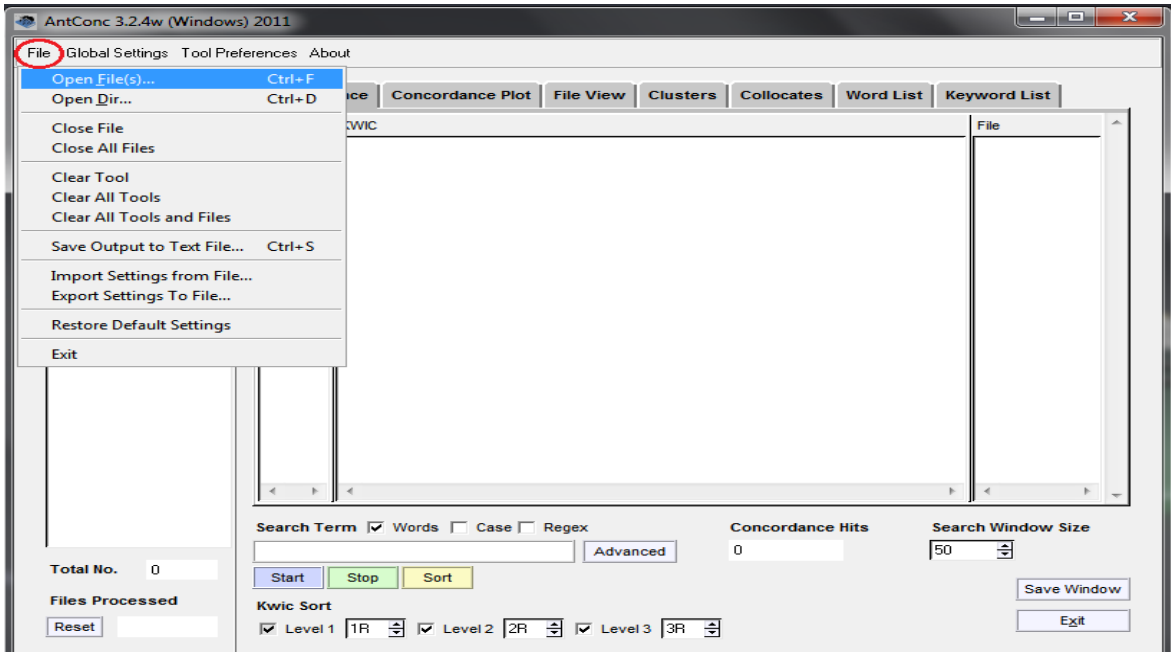 AntConc 3.2.4w (Windows) 2011
File Global Settings Tool Preferences About
Open File(s)... Ctrl+F
Open Dir... Ctrl+D
Close File
Close All Files
Clear Tool
Clear All Tools
Clear All Tools and Files
Save Output to Text File... Ctrl+S
Import Settings from File...
Export Settings To File...
Restore Default Settings
Exit
Concordance Plot File View Clusters Collocates Word List Keyword List
KWIC File
Search Term Words Case Regex Concordance Hits Search Window Size
Advanced 0 50
Total No. 0
Start Stop Sort
Files Processed
Save Window
Kwic Sort
Reset Level 1 1R Level 2 2R Level 3 3R Exit